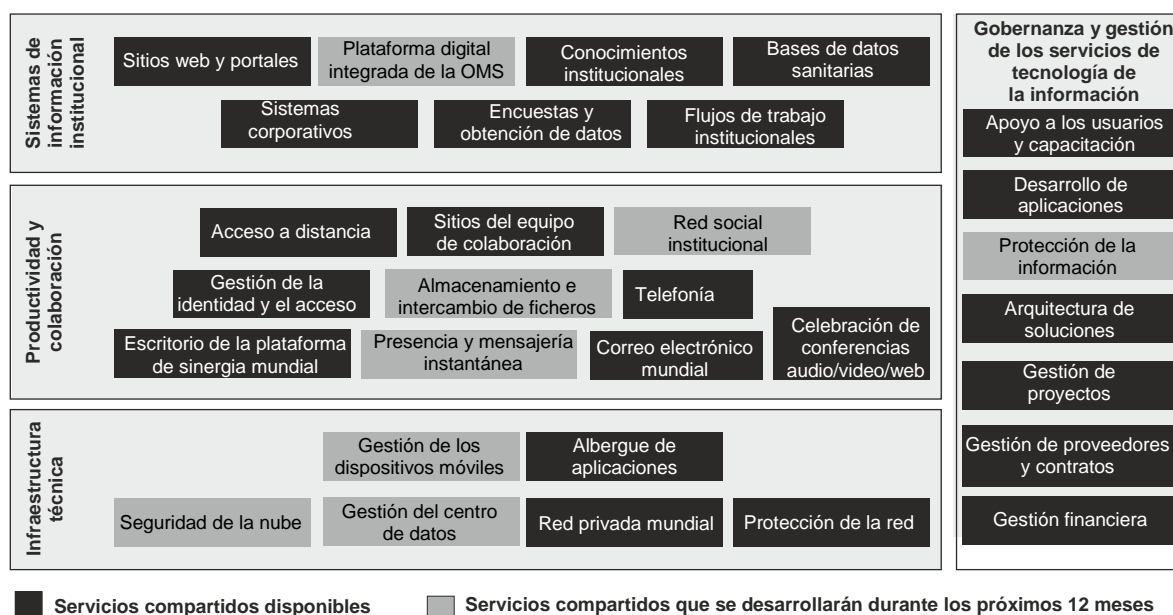 Sistemas de
información
institucional
Sitios web y portales
Plataforma digital
integrada de la OMS
Conocimientos
institucionales
Bases de datos
sanitarias
Sistemas
corporativos
Encuestas y
obtención de datos
Flujos de trabajo
institucionales
Productividad y
colaboración
Acceso a distancia
Sitios del equipo
de colaboración
Red social
institucional
Gestión de la
identidad y el acceso
Almacenamiento e
intercambio de ficheros
Telefonía
Escritorio de la plataforma
de sinergia mundial
Presencia y mensajería
instantánea
Correo electrónico
mundial
Celebración de
conferencias
audio/video/web
Infraestructura
técnica
Gestión de los
dispositivos móviles
Albergue de
aplicaciones
Seguridad de la nube
Gestión del centro
de datos
Red privada mundial
Protección de la red
Gobernanza y gestión
de los servicios de
tecnología de
la información
Apoyo a los usuarios
y capacitación
Desarrollo de
aplicaciones
Protección de la
información
Arquitectura de
soluciones
Gestión de
proyectos
Gestión de proveedores
y contratos
Gestión financiera
Servicios compartidos disponibles
Servicios compartidos que se desarrollarán durante los próximos 12 meses